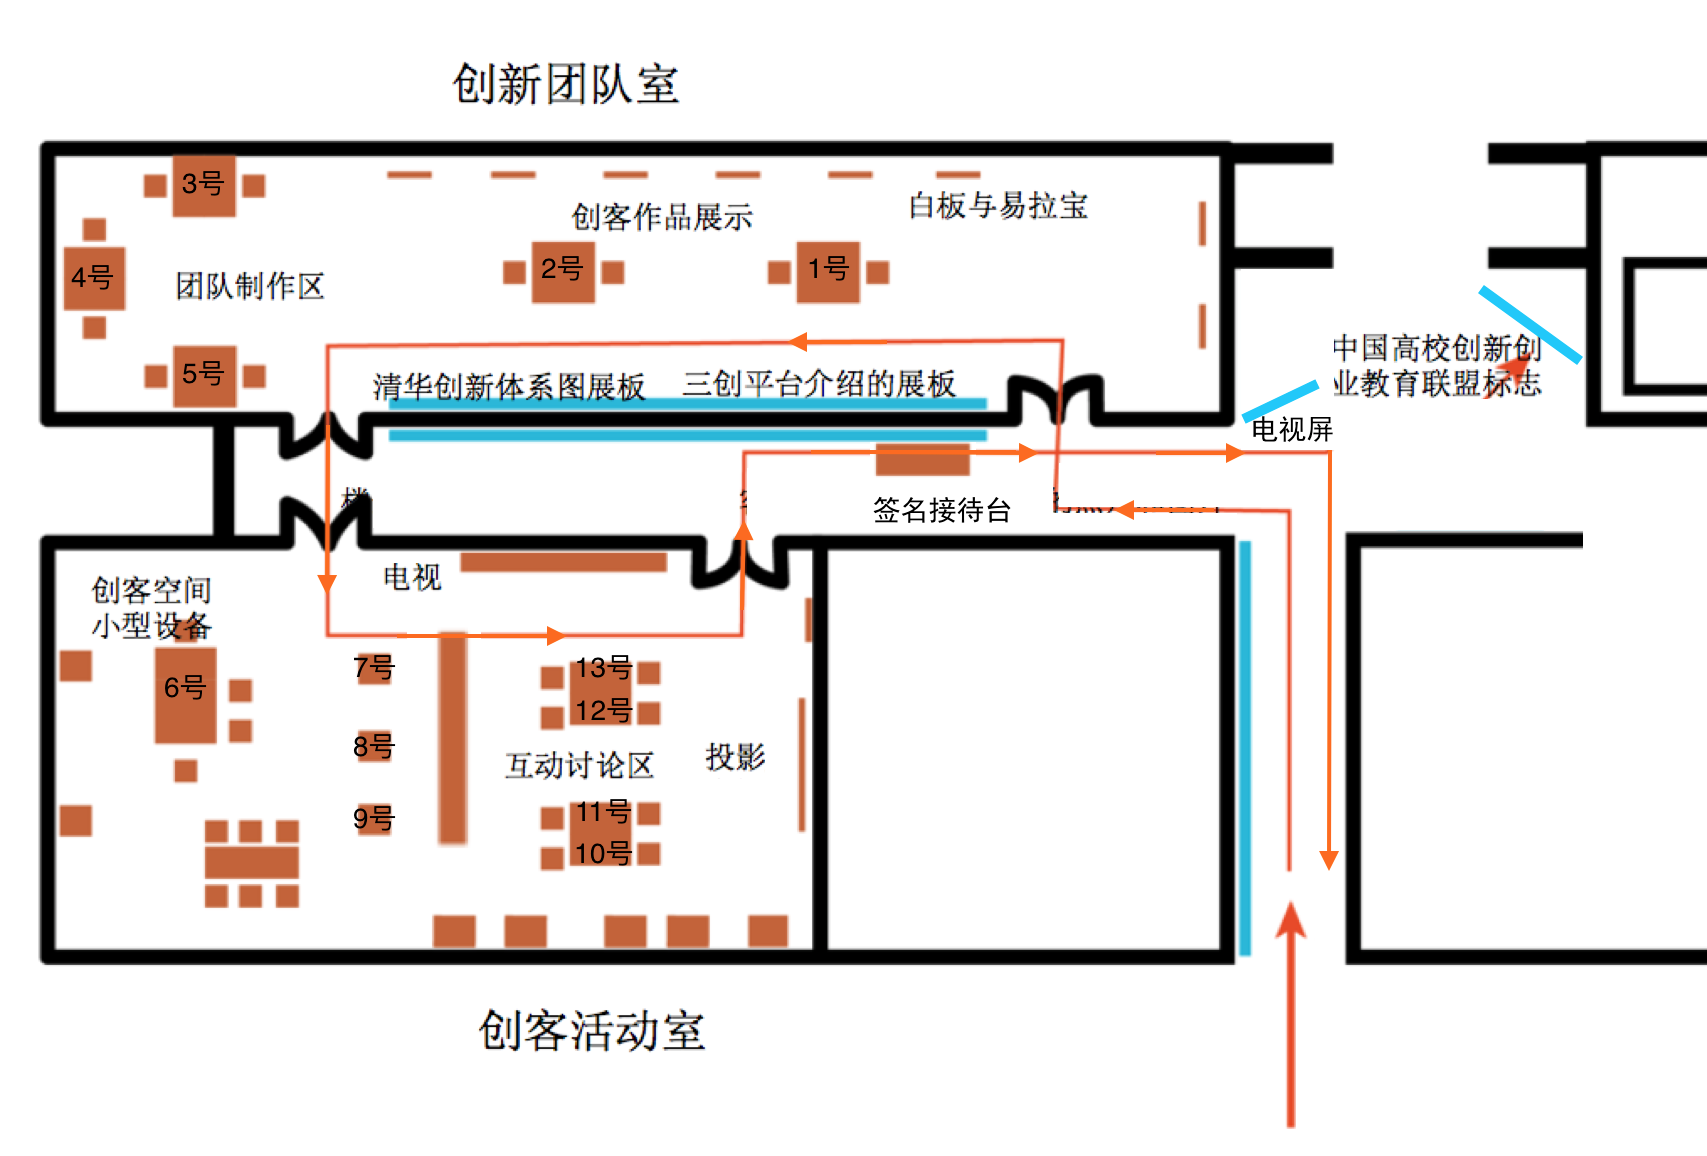 创新团队室
3号
创客作品展示
白板与易拉宝
4号
团队制作区
2号
1号
5号
清华创新体系图展板
三创平台介绍的展板
中国高校创新创
业教育联盟标志
电视屏
签名接待台
电视
创客空间
小型设备
6号
7号
8号
9号
13号
12号
互动讨论区
投影
11号
10号
创客活动室